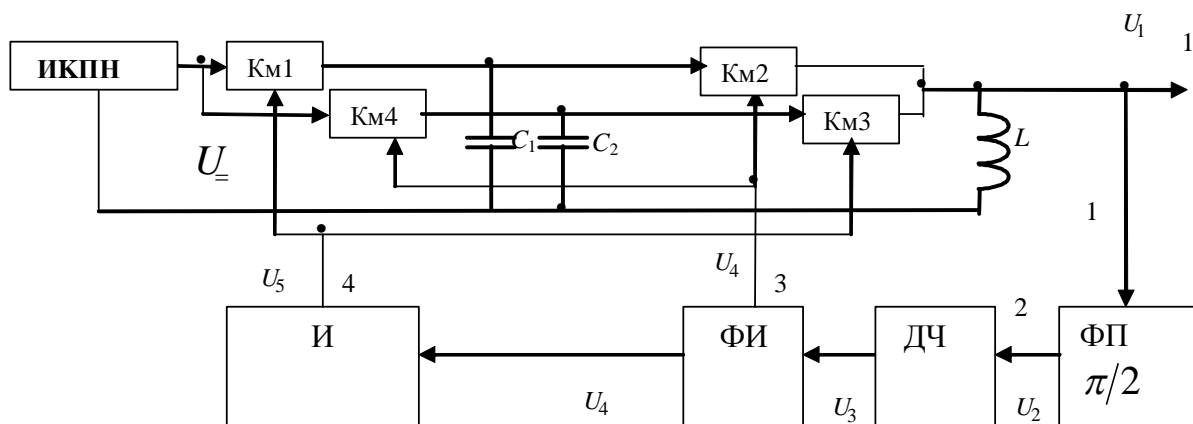 U₁ 1
ИКПН Км1 Км2
Км4 Км3
C₁ C₂ L
U₌
1
U₅ 4 U₄ 3 2
И ФИ ДЧ ФП
π/2
U₄ U₃ U₂